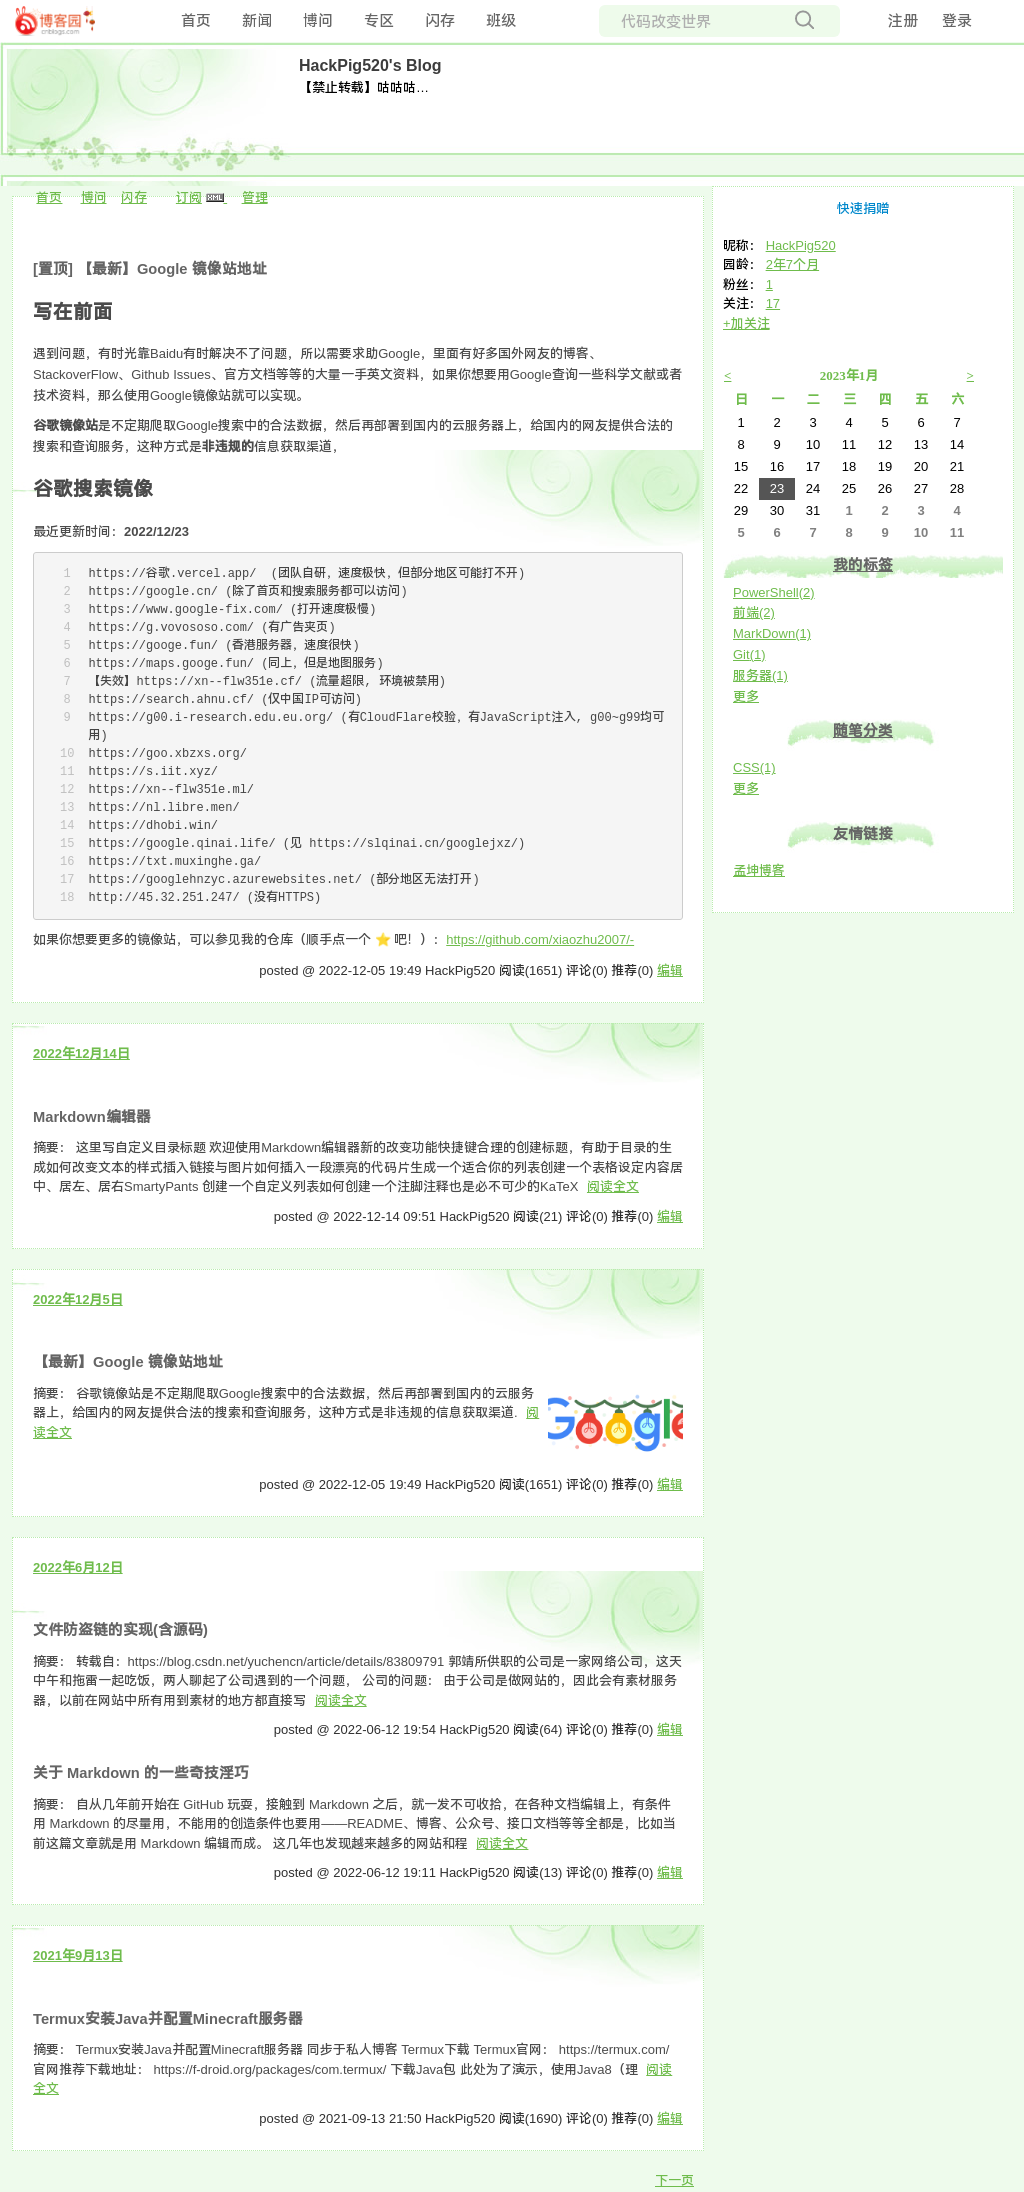 博客园
cnblogs.com
首页 新闻 博问 专区 闪存 班级
代码改变世界
注册 登录
HackPig520's Blog
【禁止转载】咕咕咕…
首页 博问 闪存 订阅 XML 管理
[置顶] 【最新】Google 镜像站地址
写在前面
遇到问题，有时光靠Baidu有时解决不了问题，所以需要求助Google，里面有好多国外网友的博客、
StackoverFlow、Github Issues、官方文档等等的大量一手英文资料，如果你想要用Google查询一些科学文献或者
技术资料，那么使用Google镜像站就可以实现。
谷歌镜像站是不定期爬取Google搜索中的合法数据，然后再部署到国内的云服务器上，给国内的网友提供合法的
搜索和查询服务，这种方式是非违规的信息获取渠道，
谷歌搜索镜像
最近更新时间：2022/12/23
1 https://谷歌.vercel.app/ (团队自研，速度极快，但部分地区可能打不开)
2 https://google.cn/ (除了首页和搜索服务都可以访问)
3 https://www.google-fix.com/ (打开速度极慢)
4 https://g.vovososo.com/ (有广告夹页)
5 https://googe.fun/ (香港服务器，速度很快)
6 https://maps.googe.fun/ (同上，但是地图服务)
7 【失效】https://xn--flw351e.cf/ (流量超限, 环境被禁用)
8 https://search.ahnu.cf/ (仅中国IP可访问)
9 https://g00.i-research.edu.eu.org/ (有CloudFlare校验，有JavaScript注入, g00~g99均可
用)
10 https://goo.xbzxs.org/
11 https://s.iit.xyz/
12 https://xn--flw351e.ml/
13 https://nl.libre.men/
14 https://dhobi.win/
15 https://google.qinai.life/ (见 https://slqinai.cn/googlejxz/)
16 https://txt.muxinghe.ga/
17 https://googlehnzyc.azurewebsites.net/ (部分地区无法打开)
18 http://45.32.251.247/ (没有HTTPS)
如果你想要更多的镜像站，可以参见我的仓库（顺手点一个 ⭐ 吧！）: https://github.com/xiaozhu2007/-
posted @ 2022-12-05 19:49 HackPig520 阅读(1651) 评论(0) 推荐(0) 编辑
2022年12月14日
Markdown编辑器
摘要： 这里写自定义目录标题 欢迎使用Markdown编辑器新的改变功能快捷键合理的创建标题，有助于目录的生
成如何改变文本的样式插入链接与图片如何插入一段漂亮的代码片生成一个适合你的列表创建一个表格设定内容居
中、居左、居右SmartyPants 创建一个自定义列表如何创建一个注脚注释也是必不可少的KaTeX 阅读全文
posted @ 2022-12-14 09:51 HackPig520 阅读(21) 评论(0) 推荐(0) 编辑
2022年12月5日
【最新】Google 镜像站地址
摘要： 谷歌镜像站是不定期爬取Google搜索中的合法数据，然后再部署到国内的云服务
器上，给国内的网友提供合法的搜索和查询服务，这种方式是非违规的信息获取渠道. 阅
读全文
Google
posted @ 2022-12-05 19:49 HackPig520 阅读(1651) 评论(0) 推荐(0) 编辑
2022年6月12日
文件防盗链的实现(含源码)
摘要： 转载自：https://blog.csdn.net/yuchencn/article/details/83809791 郭靖所供职的公司是一家网络公司，这天
中午和拖雷一起吃饭，两人聊起了公司遇到的一个问题， 公司的问题： 由于公司是做网站的，因此会有素材服务
器，以前在网站中所有用到素材的地方都直接写 阅读全文
posted @ 2022-06-12 19:54 HackPig520 阅读(64) 评论(0) 推荐(0) 编辑
关于 Markdown 的一些奇技淫巧
摘要： 自从几年前开始在 GitHub 玩耍，接触到 Markdown 之后，就一发不可收拾，在各种文档编辑上，有条件
用 Markdown 的尽量用，不能用的创造条件也要用——README、博客、公众号、接口文档等等全都是，比如当
前这篇文章就是用 Markdown 编辑而成。 这几年也发现越来越多的网站和程 阅读全文
posted @ 2022-06-12 19:11 HackPig520 阅读(13) 评论(0) 推荐(0) 编辑
2021年9月13日
Termux安装Java并配置Minecraft服务器
摘要： Termux安装Java并配置Minecraft服务器 同步于私人博客 Termux下载 Termux官网： https://termux.com/
官网推荐下载地址： https://f-droid.org/packages/com.termux/ 下载Java包 此处为了演示，使用Java8（理 阅读
全文
posted @ 2021-09-13 21:50 HackPig520 阅读(1690) 评论(0) 推荐(0) 编辑
下一页
快速捐赠
昵称： HackPig520
园龄： 2年7个月
粉丝： 1
关注： 17
+加关注
< 2023年1月 >
日 一 二 三 四 五 六
1 2 3 4 5 6 7
8 9 10 11 12 13 14
15 16 17 18 19 20 21
22 23 24 25 26 27 28
29 30 31 1 2 3 4
5 6 7 8 9 10 11
我的标签
PowerShell(2)
前端(2)
MarkDown(1)
Git(1)
服务器(1)
更多
随笔分类
CSS(1)
更多
友情链接
孟坤博客